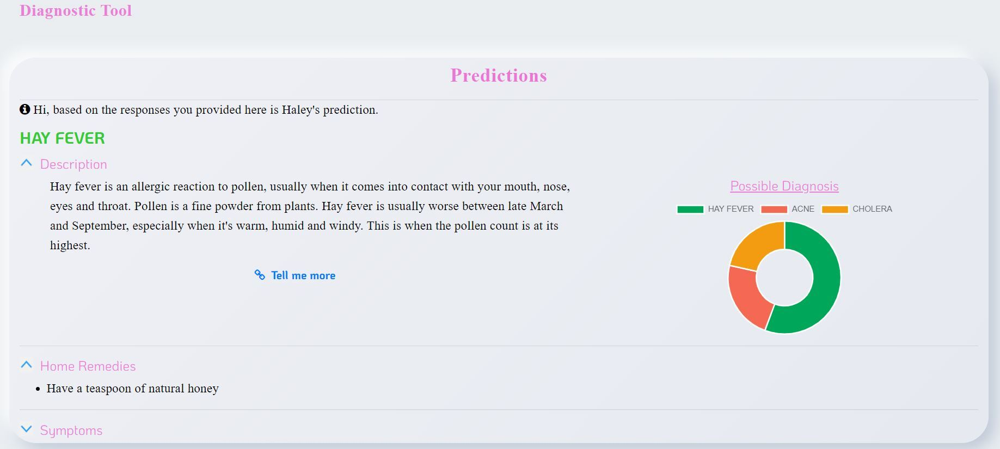 Diagnostic Tool
Predictions
Hi, based on the responses you provided here is Haley's prediction.
HAY FEVER
Description
Hay fever is an allergic reaction to pollen, usually when it comes into contact with your mouth, nose,
eyes and throat. Pollen is a fine powder from plants. Hay fever is usually worse between late March
and September, especially when it's warm, humid and windy. This is when the pollen count is at its
highest.
Tell me more
Possible Diagnosis
HAY FEVER ACNE CHOLERA
Home Remedies
• Have a teaspoon of natural honey
Symptoms